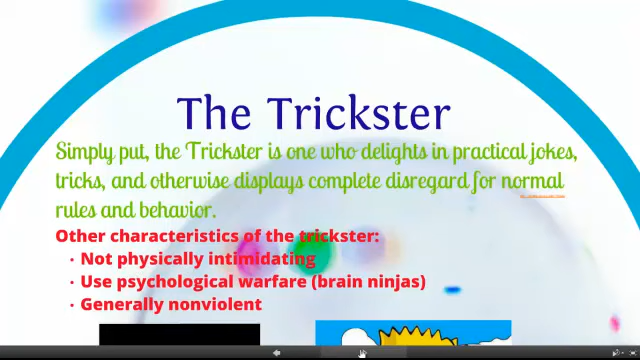 The Trickster
Simply put, the Trickster is one who delights in practical jokes,
tricks, and otherwise displays complete disregard for normal
rules and behavior.
Other characteristics of the trickster:
· Not physically intimidating
· Use psychological warfare (brain ninjas)
· Generally nonviolent